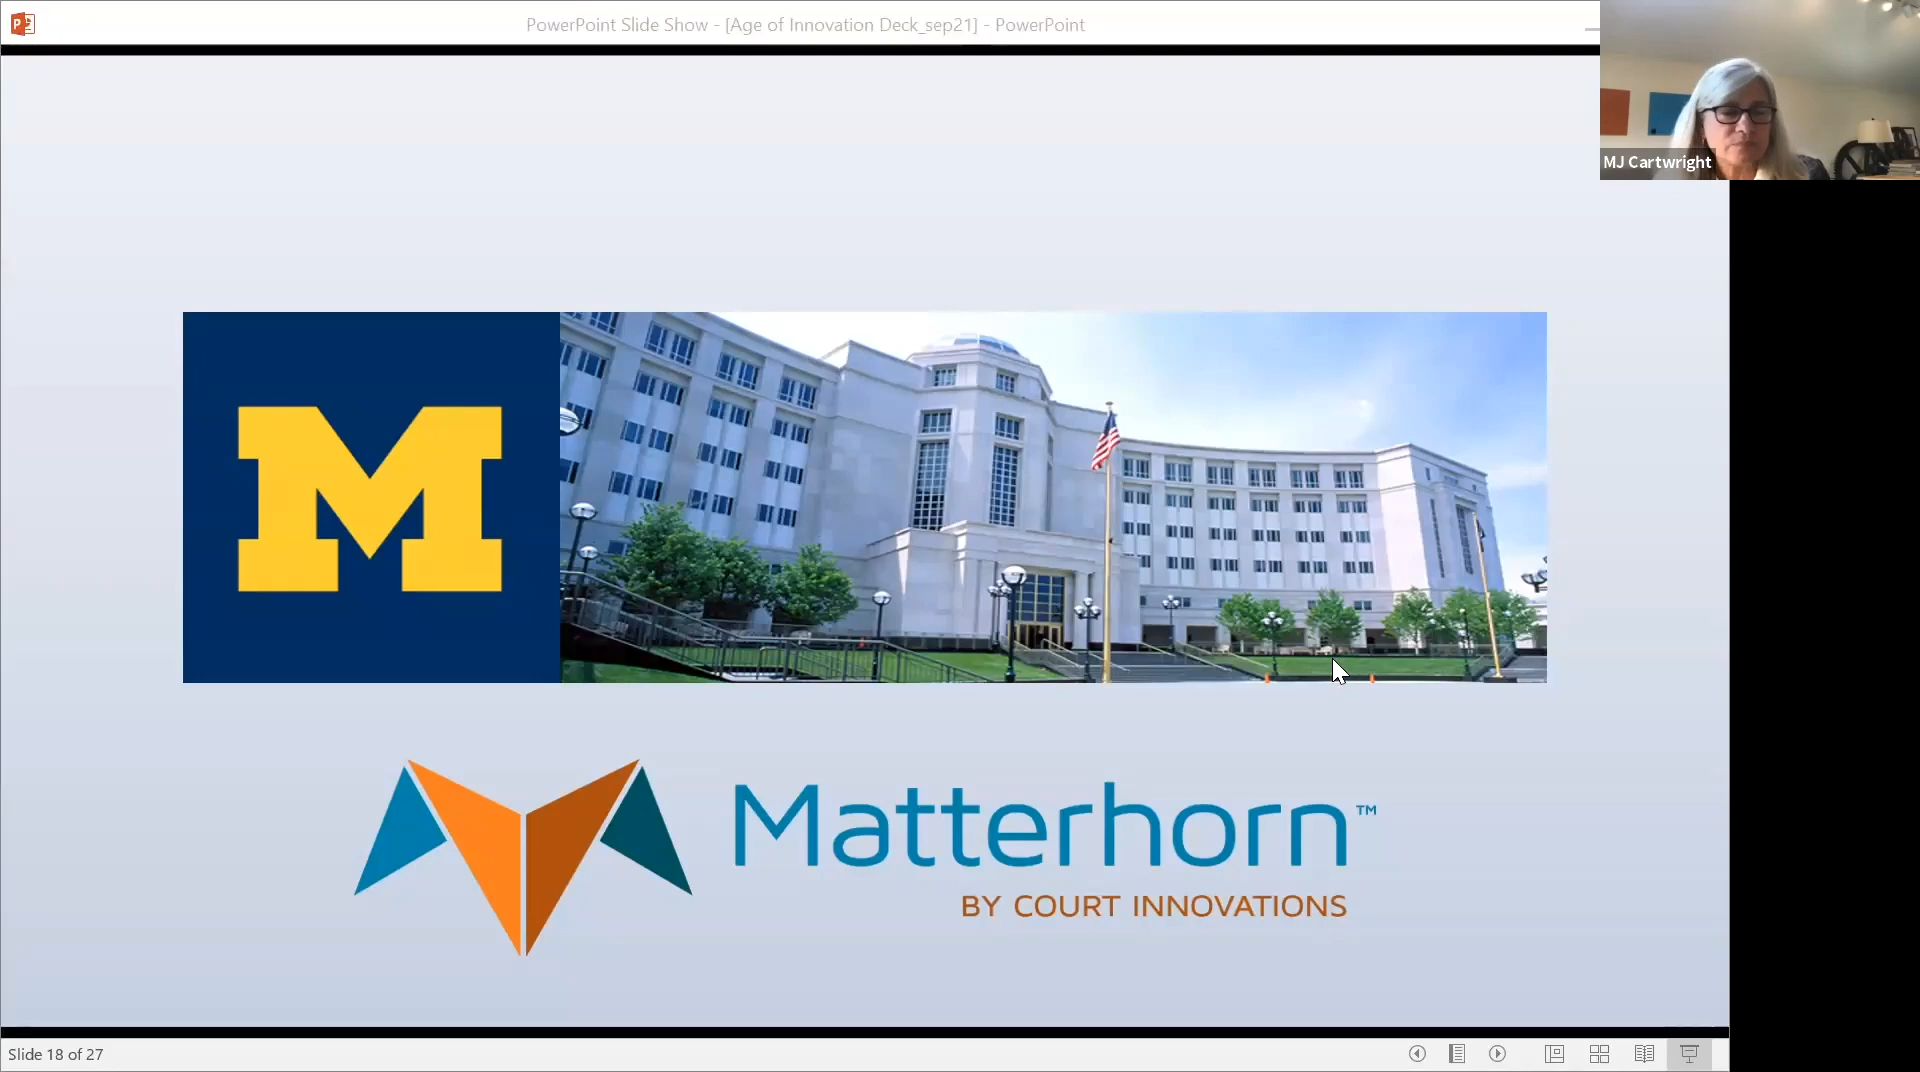 PowerPoint Slide Show - [Age of Innovation Deck_sep21] - PowerPoint
MJ Cartwright
M
Matterhorn™
BY COURT INNOVATIONS
Slide 18 of 27